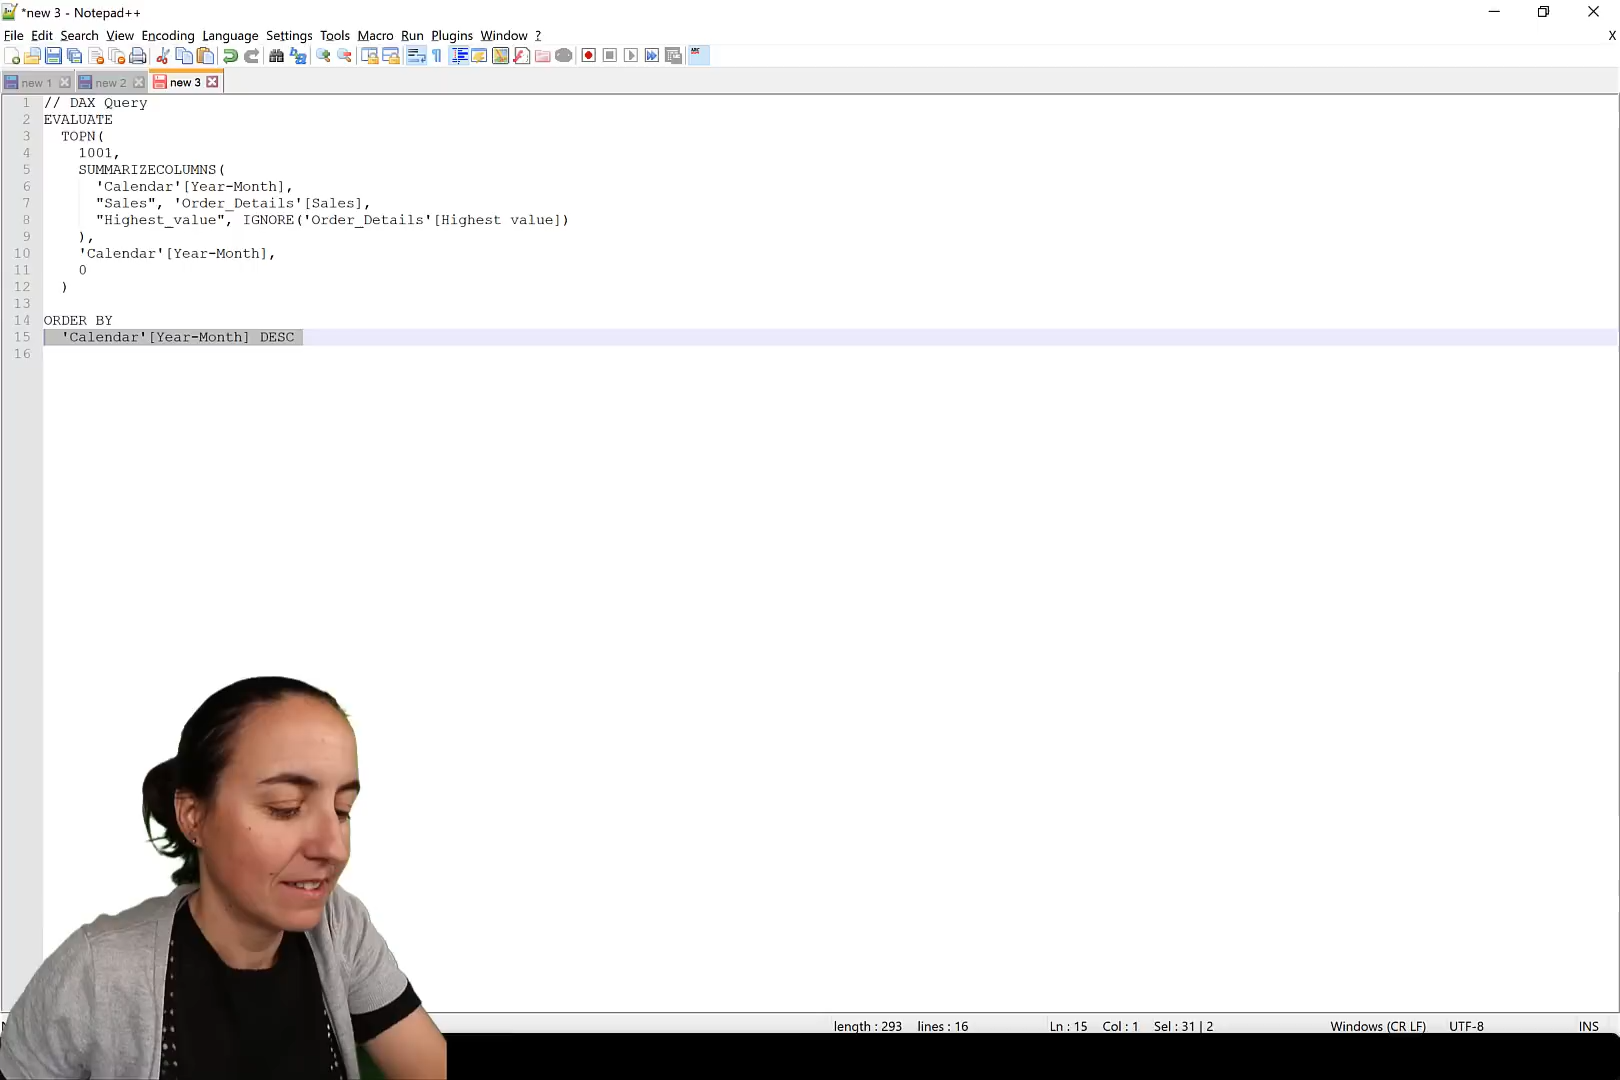 *new 3 - Notepad++
File Edit Search View Encoding Language Settings Tools Macro Run Plugins Window ? X
new 1 new 2 new 3
1 // DAX Query
2 EVALUATE
3 TOPN(
4 1001,
5 SUMMARIZECOLUMNS(
6 'Calendar'[Year-Month],
7 "Sales", 'Order_Details'[Sales],
8 "Highest_value", IGNORE('Order_Details'[Highest value])
9 ),
10 'Calendar'[Year-Month],
11 0
12 )
13
14 ORDER BY
15 'Calendar'[Year-Month] DESC
16
length : 293 lines : 16 Ln : 15 Col : 1 Sel : 31 | 2 Windows (CR LF) UTF-8 INS